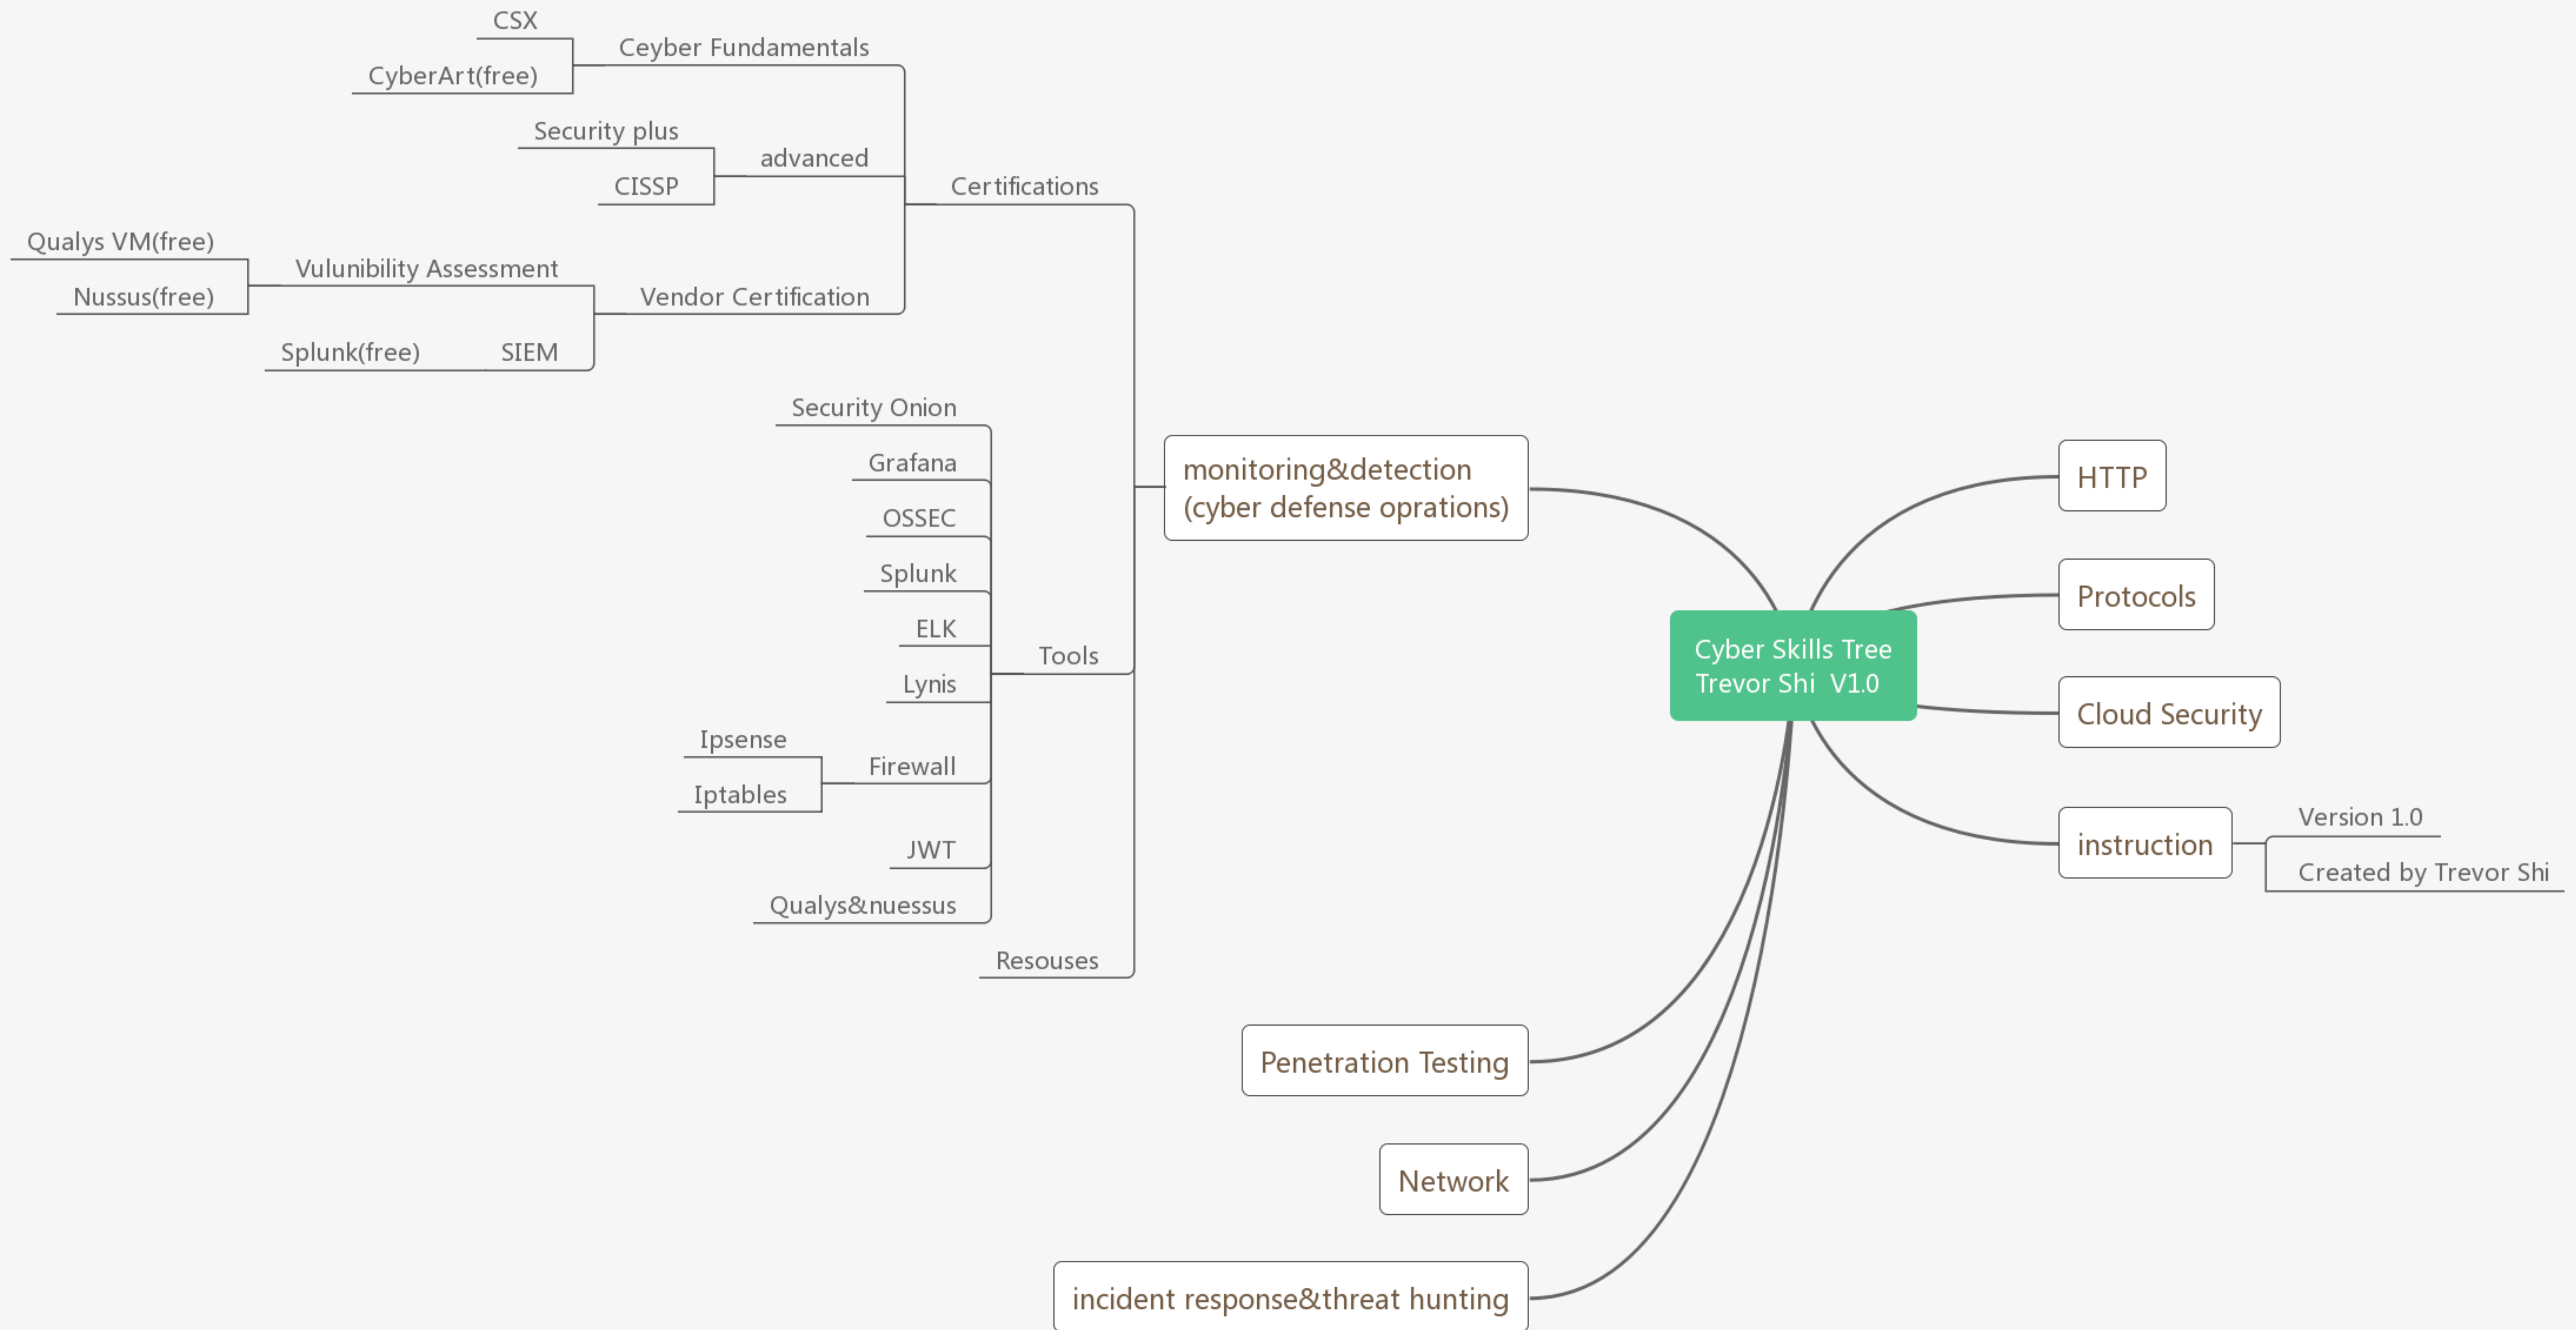 CSX
Ceyber Fundamentals
CyberArt(free)
Security plus
advanced
CISSP
Certifications
Qualys VM(free)
Vulunibility Assessment
Nussus(free)
Vendor Certification
Splunk(free)
SIEM
Security Onion
Grafana
OSSEC
Splunk
ELK
Lynis
Tools
Ipsense
Firewall
Iptables
JWT
Qualys&nuessus
Resouses
monitoring&detection
(cyber defense oprations)
Cyber Skills Tree
Trevor Shi  V1.0
HTTP
Protocols
Cloud Security
instruction
Version 1.0
Created by Trevor Shi
Penetration Testing
Network
incident response&threat hunting